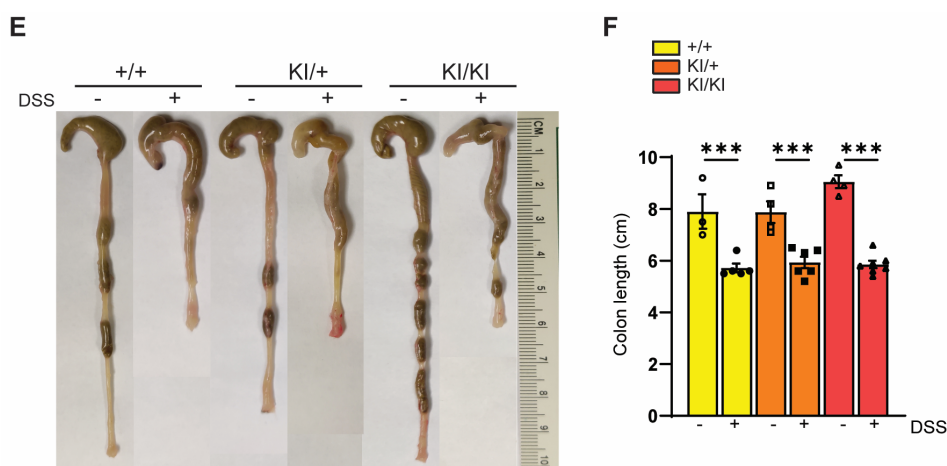 E
+/+ KI/+ KI/KI
DSS - + - + - +
CM
1
2
3
4
5
6
7
8
9
10
F
+/+
KI/+
KI/KI
*** *** ***
Colon length (cm)
10
8
6
4
2
0
- + - + - + DSS